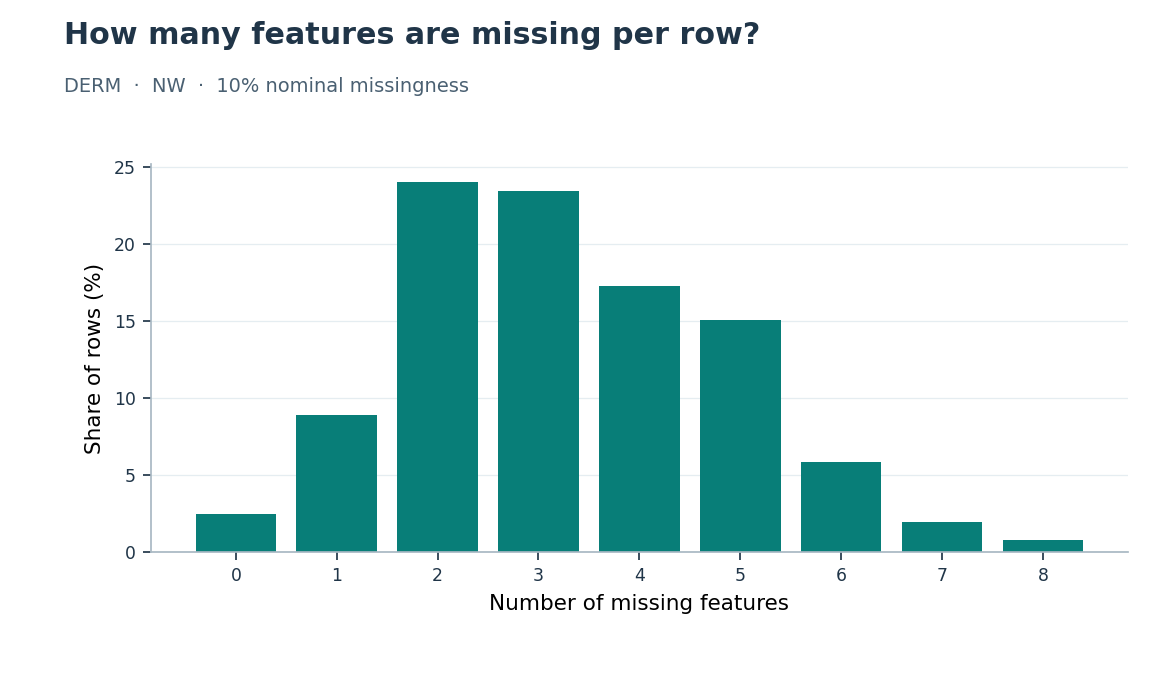 How many features are missing per row?
DERM · NW · 10% nominal missingness
25
20
15
10
5
0
Share of rows (%)
0 1 2 3 4 5 6 7 8
Number of missing features